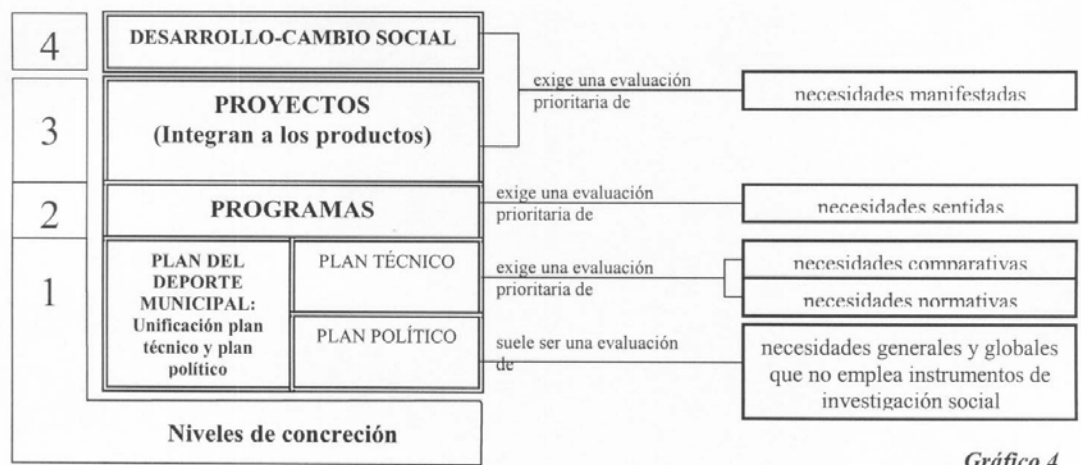 4
DESARROLLO-CAMBIO SOCIAL
exige una evaluación
prioritaria de
necesidades manifestadas
3
PROYECTOS
(Integran a los productos)
2
PROGRAMAS
exige una evaluación
prioritaria de
necesidades sentidas
1
PLAN DEL
DEPORTE
MUNICIPAL:
Unificación plan
técnico y plan
político
PLAN TÉCNICO
exige una evaluación
prioritaria de
necesidades comparativas
necesidades normativas
PLAN POLÍTICO
suele ser una evaluación
de
necesidades generales y globales
que no emplea instrumentos de
investigación social
Niveles de concreción
Gráfico 4